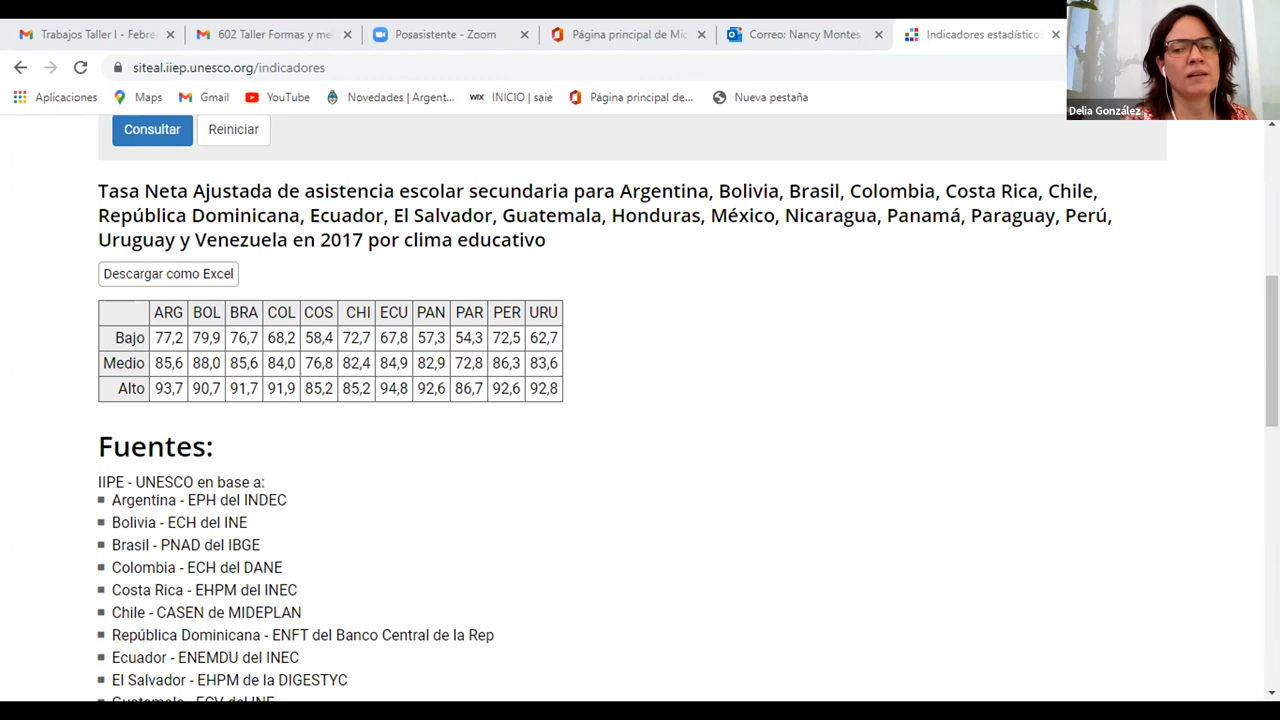 Trabajos Taller I - Febre
602 Taller Formas y me
Posasistente - Zoom
Página principal de Mic
Correo: Nancy Montes
Indicadores estadístico
siteal.iiep.unesco.org/indicadores
Aplicaciones
Maps
Gmail
YouTube
Novedades | Argent...
WIX INICIO | saie
Página principal de...
Nueva pestaña
Delia González
Consultar Reiniciar
Tasa Neta Ajustada de asistencia escolar secundaria para Argentina, Bolivia, Brasil, Colombia, Costa Rica, Chile,
República Dominicana, Ecuador, El Salvador, Guatemala, Honduras, México, Nicaragua, Panamá, Paraguay, Perú,
Uruguay y Venezuela en 2017 por clima educativo
Descargar como Excel
ARG BOL BRA COL COS CHI ECU PAN PAR PER URU
Bajo 77,2 79,9 76,7 68,2 58,4 72,7 67,8 57,3 54,3 72,5 62,7
Medio 85,6 88,0 85,6 84,0 76,8 82,4 84,9 82,9 72,8 86,3 83,6
Alto 93,7 90,7 91,7 91,9 85,2 85,2 94,8 92,6 86,7 92,6 92,8
Fuentes:
IIPE - UNESCO en base a:
Argentina - EPH del INDEC
Bolivia - ECH del INE
Brasil - PNAD del IBGE
Colombia - ECH del DANE
Costa Rica - EHPM del INEC
Chile - CASEN de MIDEPLAN
República Dominicana - ENFT del Banco Central de la Rep
Ecuador - ENEMDU del INEC
El Salvador - EHPM de la DIGESTYC